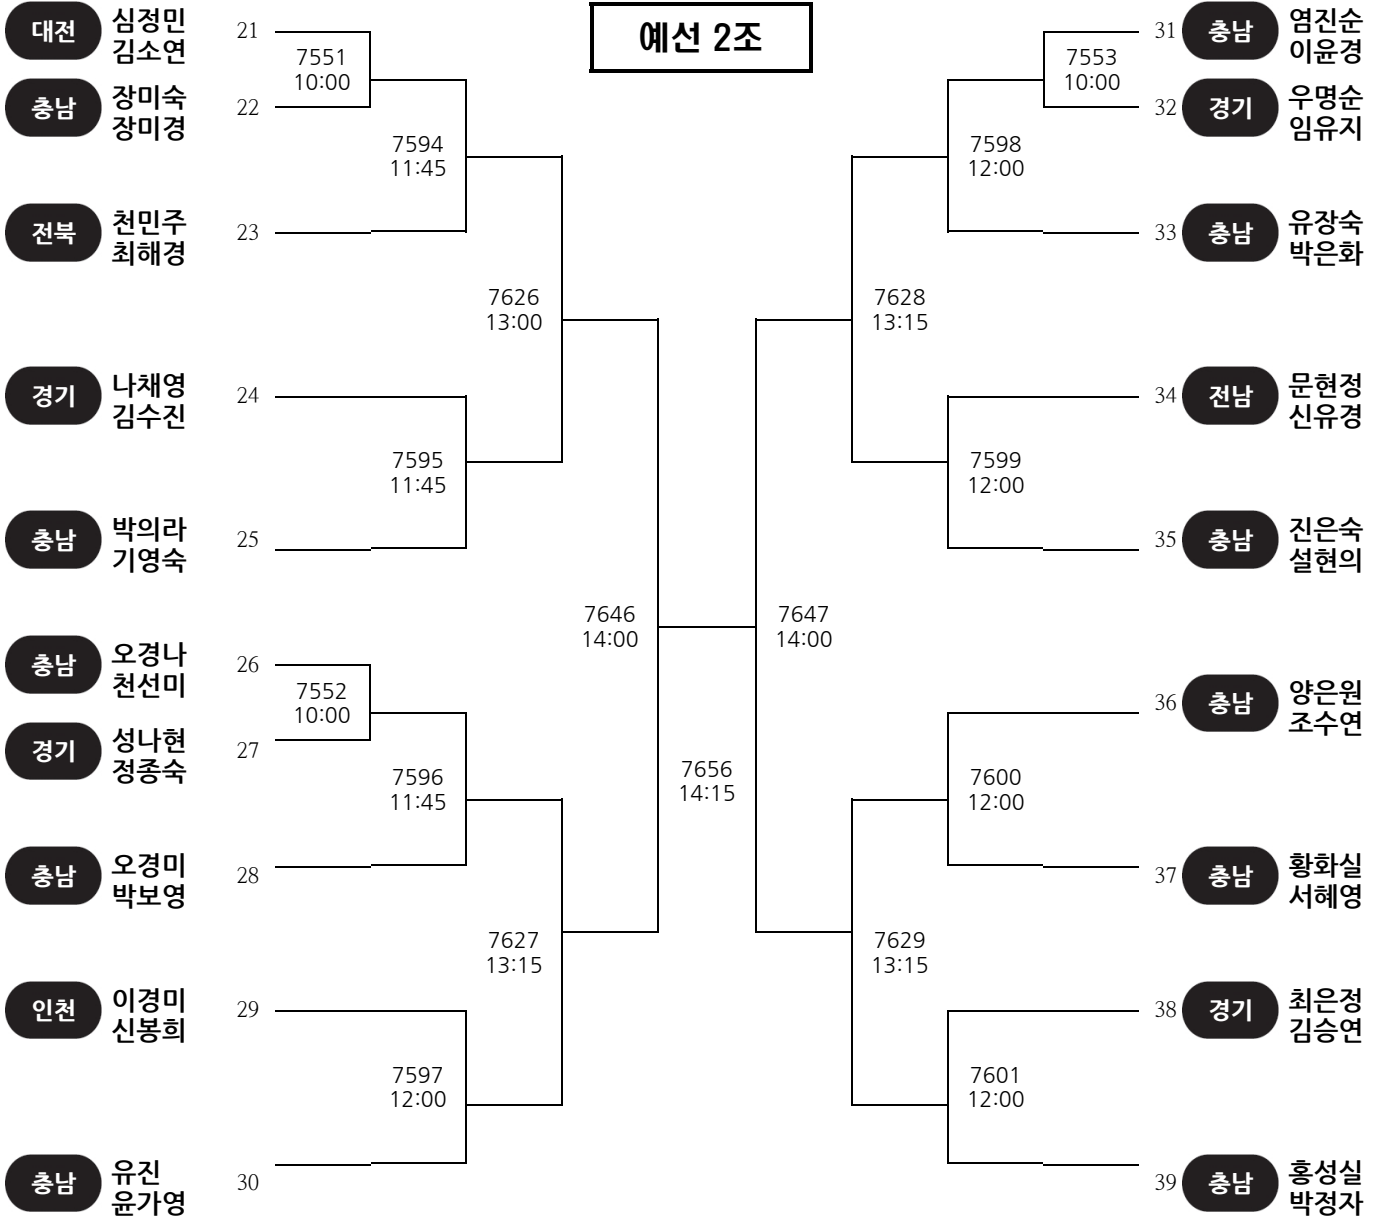 예선 2조
대전
심정민
김소연
21
7551
10:00
충남
장미숙
장미경
22
7594
11:45
전북
천민주
최해경
23
7626
13:00
경기
나채영
김수진
24
7595
11:45
충남
박의라
기영숙
25
7646
14:00
충남
오경나
천선미
26
7552
10:00
경기
성나현
정종숙
27
7596
11:45
충남
오경미
박보영
28
7627
13:15
인천
이경미
신봉희
29
7597
12:00
충남
유진
윤가영
30
7656
14:15
31
충남
염진순
이윤경
7553
10:00
32
경기
우명순
임유지
7598
12:00
33
충남
유장숙
박은화
7628
13:15
34
전남
문현정
신유경
7599
12:00
35
충남
진은숙
설현의
7647
14:00
36
충남
양은원
조수연
7600
12:00
37
충남
황화실
서혜영
7629
13:15
38
경기
최은정
김승연
7601
12:00
39
충남
홍성실
박정자